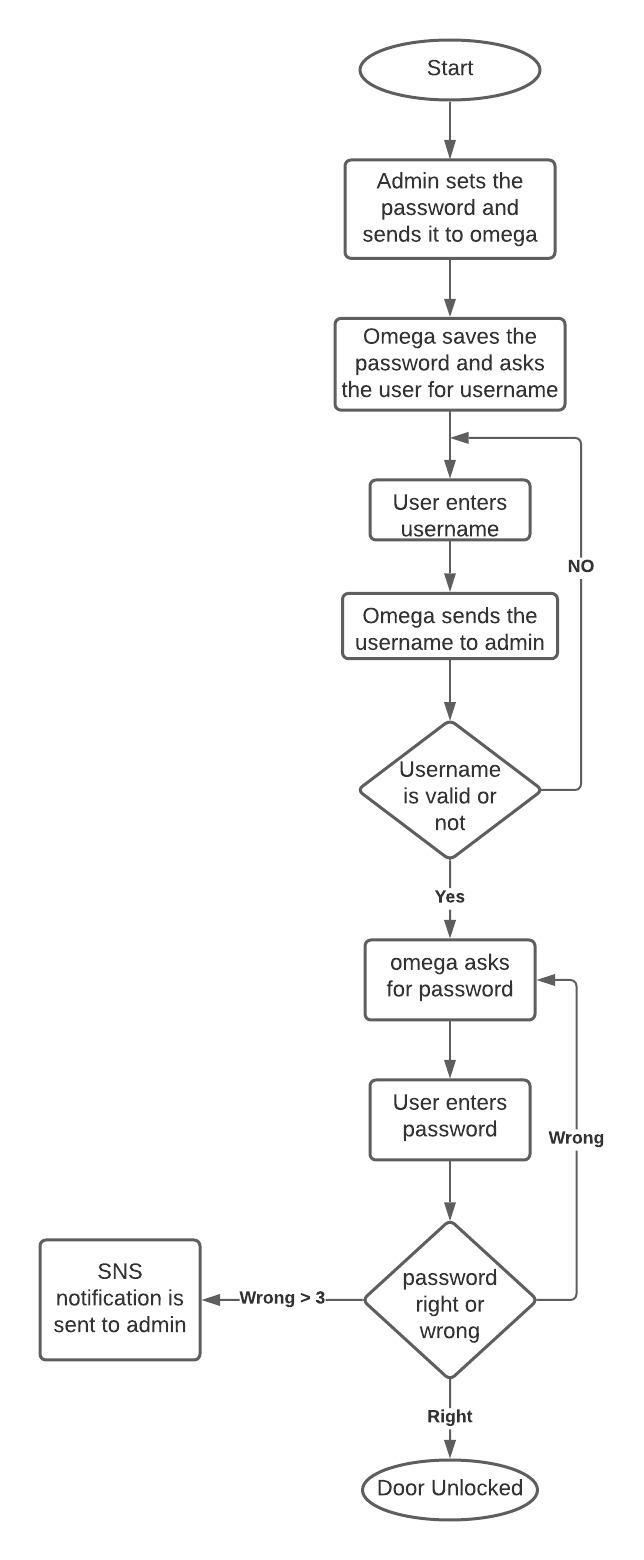 Start
Admin sets the
password and
sends it to omega
Omega saves the
password and asks
the user for username
User enters
username
NO
Omega sends the
username to admin
Username
is valid or
not
Yes
omega asks
for password
User enters
password
Wrong
SNS
notification is
sent to admin
Wrong > 3
password
right or
wrong
Right
Door Unlocked